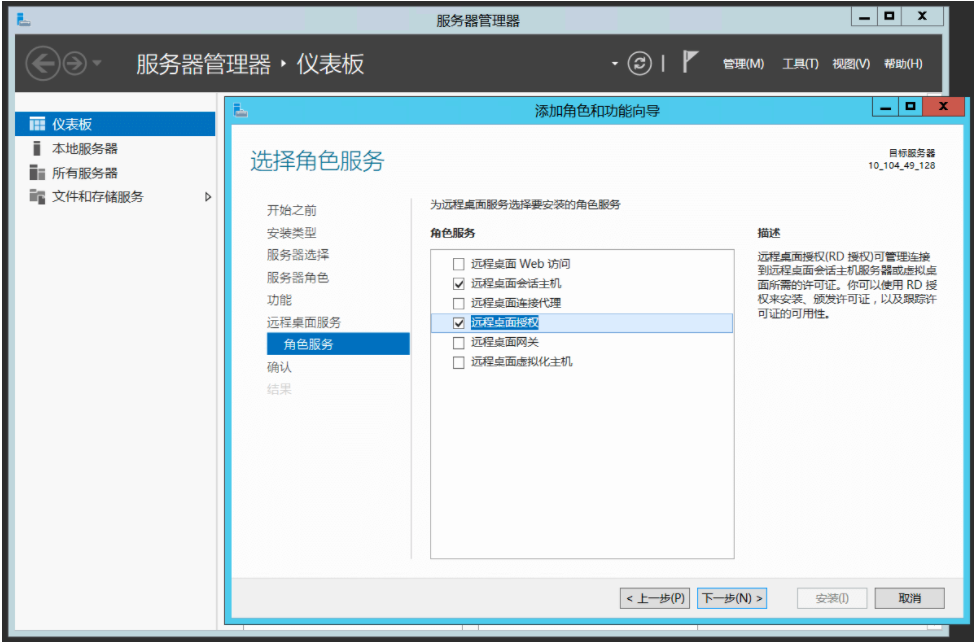 服务器管理器
服务器管理器 · 仪表板
管理(M) 工具(T) 视图(V) 帮助(H)
仪表板
本地服务器
所有服务器
文件和存储服务
添加角色和功能向导
选择角色服务
目标服务器
10_104_49_128
开始之前
安装类型
服务器选择
服务器角色
功能
远程桌面服务
角色服务
确认
结果
为远程桌面服务选择要安装的角色服务
角色服务
远程桌面 Web 访问
远程桌面会话主机
远程桌面连接代理
远程桌面授权
远程桌面网关
远程桌面虚拟化主机
描述
远程桌面授权(RD 授权)可管理连接
到远程桌面会话主机服务器或虚拟桌
面所需的许可证。你可以使用 RD 授
权来安装、颁发许可证，以及跟踪许
可证的可用性。
< 上一步(P) 下一步(N) > 安装(I) 取消